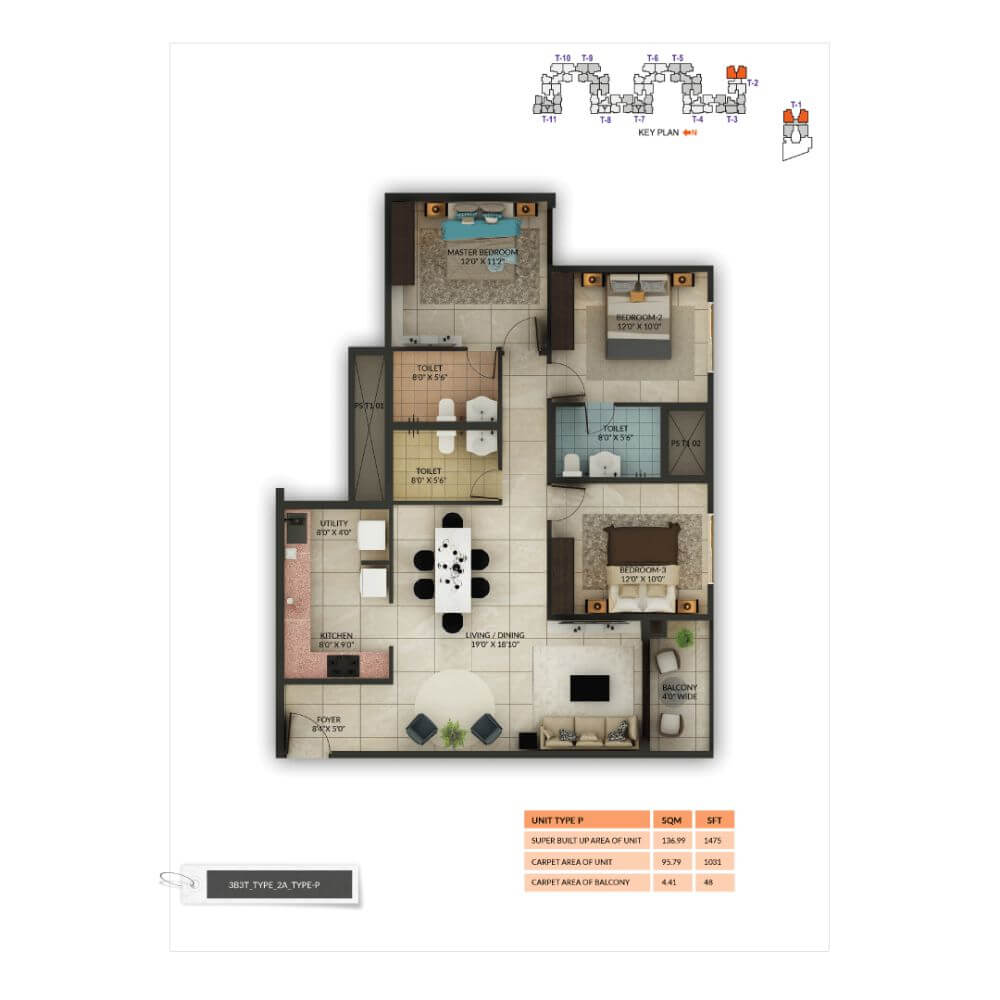 T-10 T-9 T-6 T-5
T-2
T-11 T-8 T-7 T-4 T-3
T-1
KEY PLAN N
MASTER BEDROOM
12'0" X 11'2"
BEDROOM-2
12'0" X 10'0"
TOILET
8'0" X 5'6"
PS T1 01
TOILET
8'0" X 5'6"
PS T1 02
TOILET
8'0" X 5'6"
UTILITY
8'0" X 4'0"
BEDROOM-3
12'0" X 10'0"
KITCHEN
8'0" X 9'0"
LIVING / DINING
19'0" X 18'10"
BALCONY
4'0" WIDE
FOYER
8'4" X 5'0"
UNIT TYPE P SQM SFT
SUPER BUILT UP AREA OF UNIT 136.99 1475
CARPET AREA OF UNIT 95.79 1031
CARPET AREA OF BALCONY 4.41 48
3B3T_TYPE_2A_TYPE-P